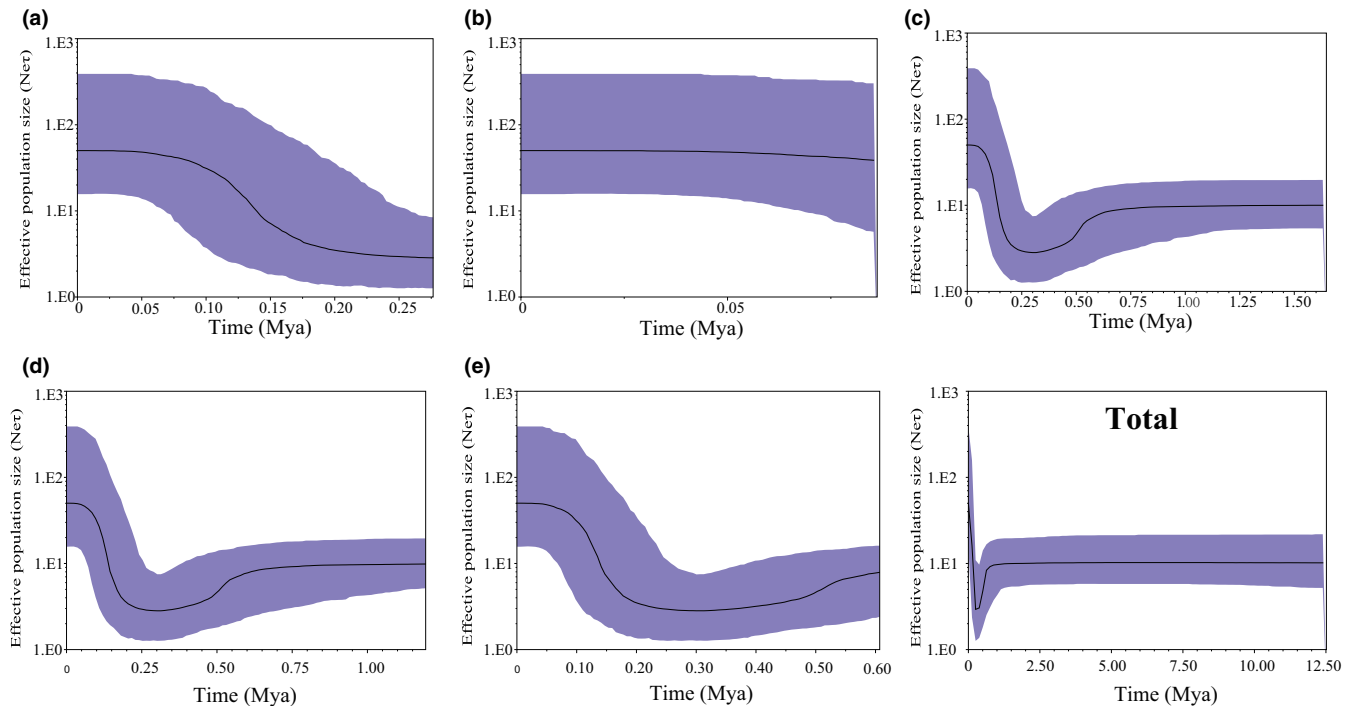 (a)
Effective population size (Neτ)
1.E3
1.E2
1.E1
1.E0
0 0.05 0.10 0.15 0.20 0.25
Time (Mya)
(b)
Effective population size (Neτ)
1.E3
1.E2
1.E1
1.E0
0 0.05
Time (Mya)
(c)
Effective population size (Neτ)
1.E3
1.E2
1.E1
1.E0
0 0.25 0.50 0.75 1.00 1.25 1.50
Time (Mya)
(d)
Effective population size (Neτ)
1.E3
1.E2
1.E1
1.E0
0 0.25 0.50 0.75 1.00
Time (Mya)
(e)
Effective population size (Neτ)
1.E3
1.E2
1.E1
1.E0
0 0.10 0.20 0.30 0.40 0.50 0.60
Time (Mya)
Total
Effective population size (Neτ)
1.E3
1.E2
1.E1
1.E0
0 2.50 5.00 7.50 10.00 12.50
Time (Mya)